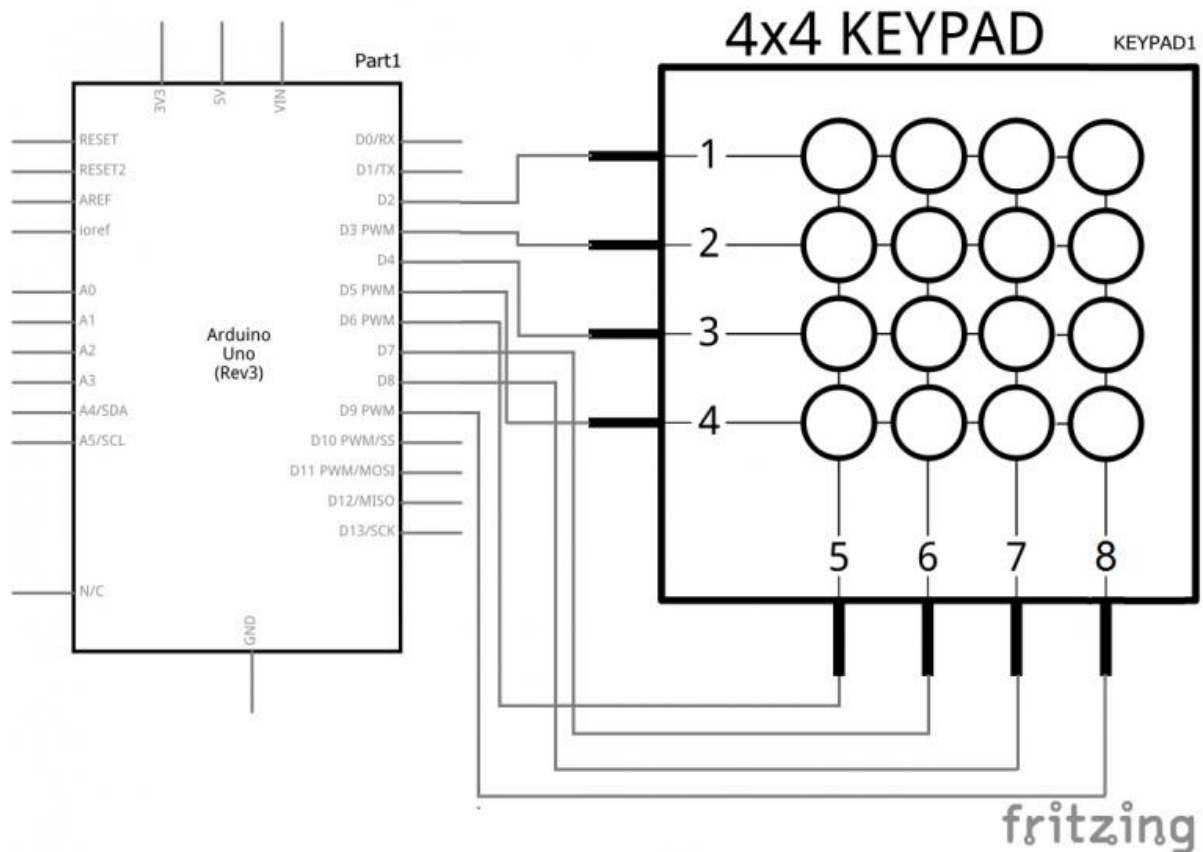 4x4 KEYPAD
KEYPAD1
Part1
3V3
5V
VIN
RESET
RESET2
AREF
ioref
A0
A1
A2
A3
A4/SDA
A5/SCL
N/C
Arduino
Uno
(Rev3)
D0/RX
D1/TX
D2
D3 PWM
D4
D5 PWM
D6 PWM
D7
D8
D9 PWM
D10 PWM/SS
D11 PWM/MOSI
D12/MISO
D13/SCK
GND
1
2
3
4
5 6 7 8
fritzing